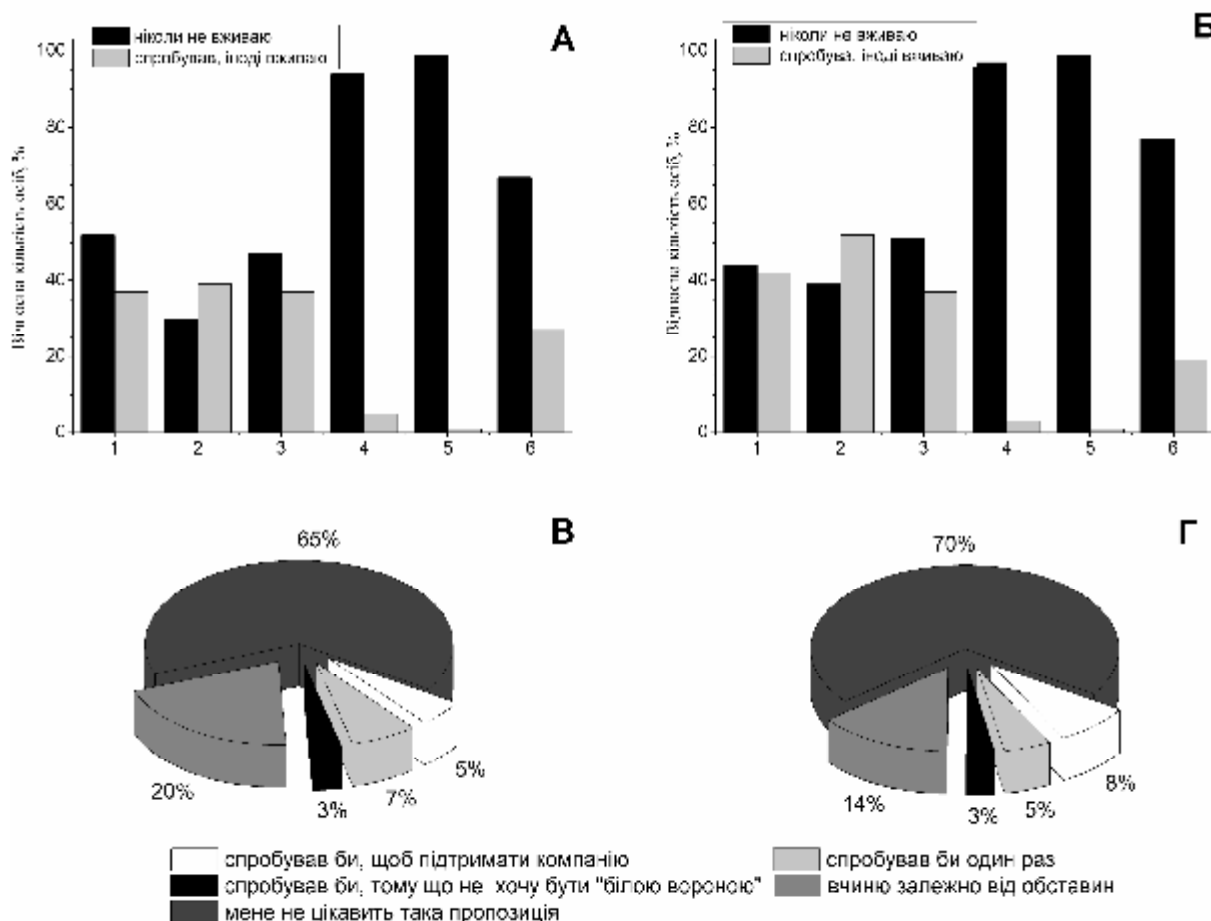 ніколи не вживаю
спробував, іноді вживаю
А
Відносна кількість осіб, %
100
80
60
40
20
0
1 2 3 4 5 6
ніколи не вживаю
спробува, іноді вживаю
Б
Відносна кількість осіб, %
100
80
60
40
20
0
1 2 3 4 5 6
В
65%
20%
3%
7%
5%
Г
70%
14%
3%
5%
8%
спробував би, щоб підтримати компанію
спробував би один раз
спробував би, тому що не хочу бути "білою вороною"
вчиню залежно від обставин
мене не цікавить така пропозиція